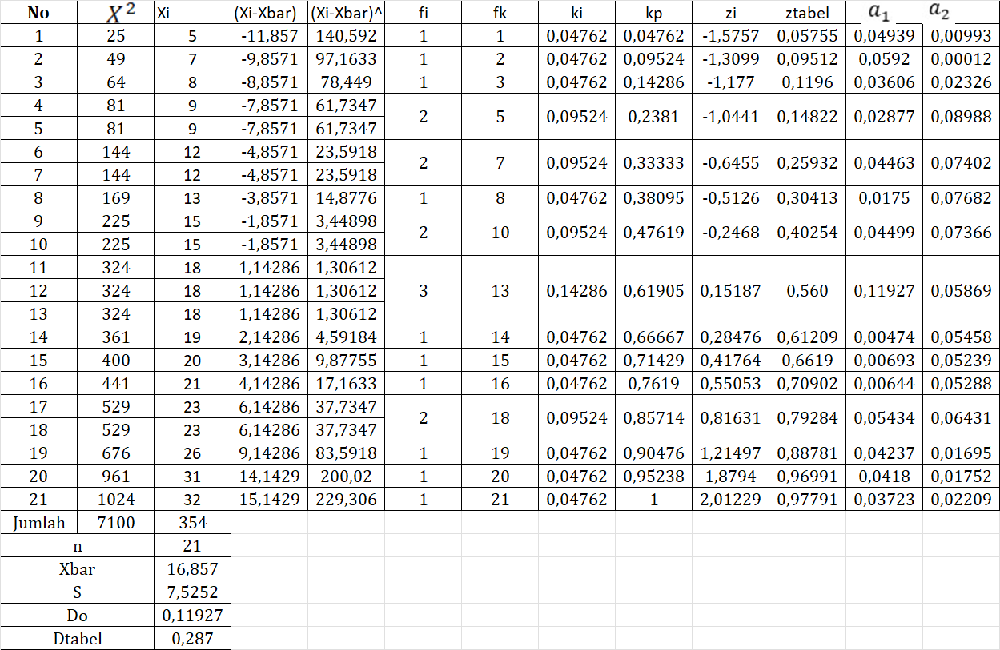 No X² Xi (Xi-Xbar) (Xi-Xbar)^ fi fk ki kp zi ztabel a₁ a₂
1 25 5 -11,857 140,592 1 1 0,04762 0,04762 -1,5757 0,05755 0,04939 0,00993
2 49 7 -9,8571 97,1633 1 2 0,04762 0,09524 -1,3099 0,09512 0,0592 0,00012
3 64 8 -8,8571 78,449 1 3 0,04762 0,14286 -1,177 0,1196 0,03606 0,02326
4 81 9 -7,8571 61,7347 2 5 0,09524 0,2381 -1,0441 0,14822 0,02877 0,08988
5 81 9 -7,8571 61,7347
6 144 12 -4,8571 23,5918 2 7 0,09524 0,33333 -0,6455 0,25932 0,04463 0,07402
7 144 12 -4,8571 23,5918
8 169 13 -3,8571 14,8776 1 8 0,04762 0,38095 -0,5126 0,30413 0,0175 0,07682
9 225 15 -1,8571 3,44898 2 10 0,09524 0,47619 -0,2468 0,40254 0,04499 0,07366
10 225 15 -1,8571 3,44898
11 324 18 1,14286 1,30612
12 324 18 1,14286 1,30612 3 13 0,14286 0,61905 0,15187 0,560 0,11927 0,05869
13 324 18 1,14286 1,30612
14 361 19 2,14286 4,59184 1 14 0,04762 0,66667 0,28476 0,61209 0,00474 0,05458
15 400 20 3,14286 9,87755 1 15 0,04762 0,71429 0,41764 0,6619 0,00693 0,05239
16 441 21 4,14286 17,1633 1 16 0,04762 0,7619 0,55053 0,70902 0,00644 0,05288
17 529 23 6,14286 37,7347 2 18 0,09524 0,85714 0,81631 0,79284 0,05434 0,06431
18 529 23 6,14286 37,7347
19 676 26 9,14286 83,5918 1 19 0,04762 0,90476 1,21497 0,88781 0,04237 0,01695
20 961 31 14,1429 200,02 1 20 0,04762 0,95238 1,8794 0,96991 0,0418 0,01752
21 1024 32 15,1429 229,306 1 21 0,04762 1 2,01229 0,97791 0,03723 0,02209
Jumlah 7100 354
n 21
Xbar 16,857
S 7,5252
Do 0,11927
Dtabel 0,287